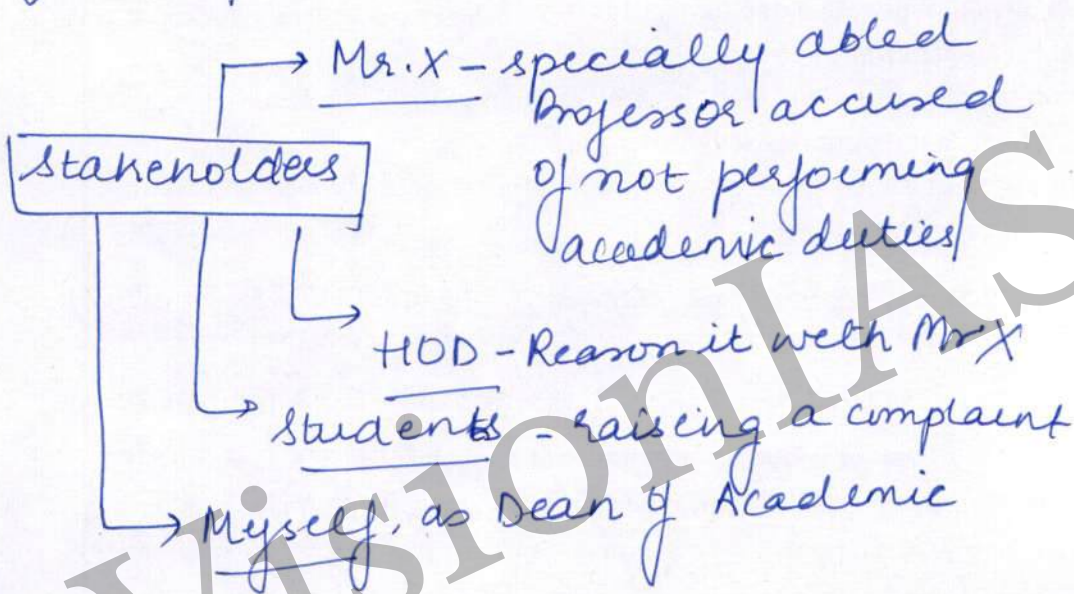 Mr. X - specially abled
Professor accused
of not performing
academic duties
Stakeholders
HOD - Reason it with Mr X
Students - raising a complaint
Myself, as Dean of Academic
VisionIAS